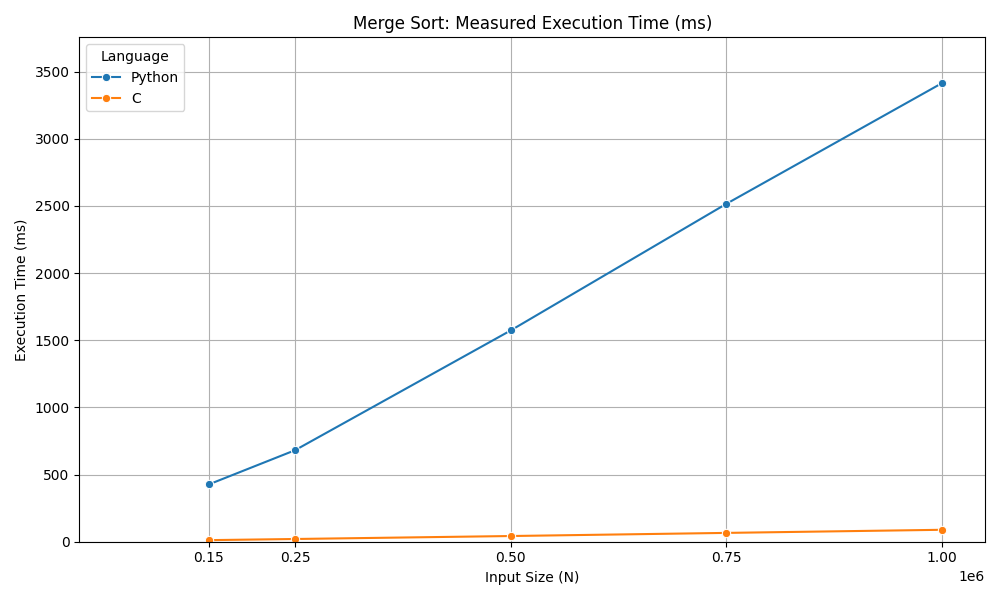 Merge Sort: Measured Execution Time (ms)
Language
Python
C
Execution Time (ms)
3500
3000
2500
2000
1500
1000
500
0
0.15 0.25 0.50 0.75 1.00
1e6
Input Size (N)